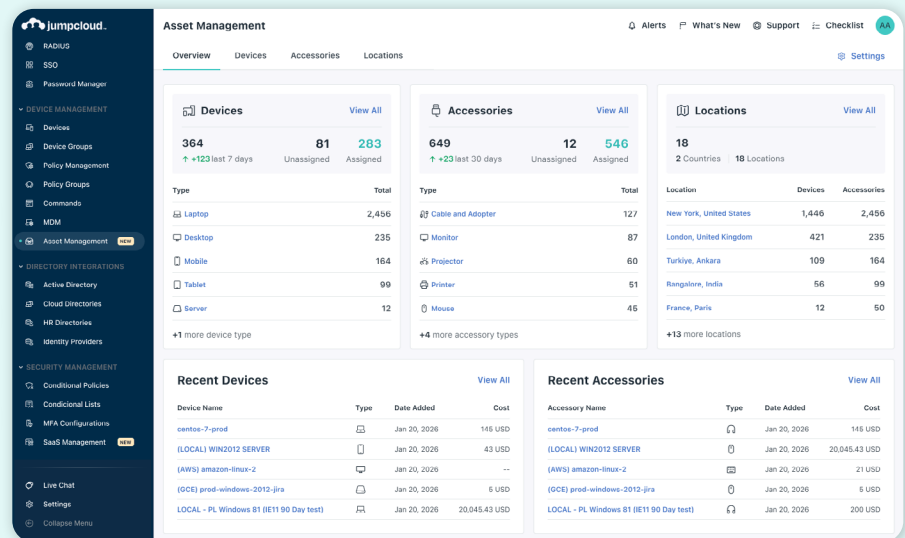 jumpcloud
RADIUS
SSO
Password Manager
DEVICE MANAGEMENT
Devices
Device Groups
Policy Management
Policy Groups
Commands
MDM
Asset Management NEW
DIRECTORY INTEGRATIONS
Active Directory
Cloud Directories
HR Directories
Identity Providers
SECURITY MANAGEMENT
Conditional Policies
Condicional Lists
MFA Configurations
SaaS Management NEW
Live Chat
Settings
Collapse Menu
Asset Management
Alerts What's New Support Checklist AA
Overview Devices Accessories Locations Settings
Devices View All
364 81 283
↑ +123 last 7 days Unassigned Assigned
Type Total
Laptop 2,456
Desktop 235
Mobile 164
Tablet 99
Server 12
+1 more device type
Accessories View All
649 12 546
↑ +23 last 30 days Unassigned Assigned
Type Total
Cable and Adopter 127
Monitor 87
Projector 60
Printer 51
Mouse 45
+4 more accessory types
Locations View All
18
2 Countries 18 Locations
Location Devices Accessories
New York, United States 1,446 2,456
London, United Kingdom 421 235
Turkiye, Ankara 109 164
Bangalore, India 56 99
France, Paris 12 50
+13 more locations
Recent Devices View All
Device Name Type Date Added Cost
centos-7-prod Jan 20, 2026 145 USD
(LOCAL) WIN2012 SERVER Jan 20, 2026 43 USD
(AWS) amazon-linux-2 Jan 20, 2026 --
(GCE) prod-windows-2012-jira Jan 20, 2026 5 USD
LOCAL - PL Windows 81 (IE11 90 Day test) Jan 20, 2026 20,045.43 USD
Recent Accessories View All
Accessory Name Type Date Added Cost
centos-7-prod Jan 20, 2026 145 USD
(LOCAL) WIN2012 SERVER Jan 20, 2026 20,045.43 USD
(AWS) amazon-linux-2 Jan 20, 2026 21 USD
(GCE) prod-windows-2012-jira Jan 20, 2026 5 USD
LOCAL - PL Windows 81 (IE11 90 Day test) Jan 20, 2026 200 USD